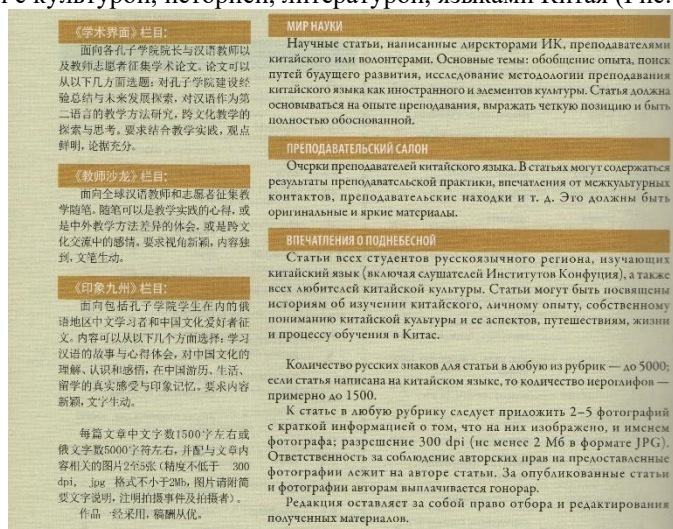 с культурой, историей, литературой, языками Китая (Рис.
《学术界面》栏目:
面向各孔子学院院长与汉语教师以
及教师志愿者征集学术论文。论文可以
从以下几方面选题:对孔子学院建设经
验总结与未来发展探索,对汉语作为第
二语言的教学方法研究,跨文化教学的
探索与思考。要求结合教学实践,观点
鲜明,论据充分。
《教师沙龙》栏目:
面向全球汉语教师和志愿者征集教
学随笔。随笔可以是教学实践的心得,或
是中外教学方法差异的体会,或是跨文
化交流中的感悟。要求视角新颖,内容独
到,文笔生动。
《印象九州》栏目:
面向包括孔子学院学生在内的俄
语地区中文学习者和中国文化爱好者征
文。内容可以从以下几个方面选择:学习
汉语的故事与心得体会,对中国文化的
理解、认识和感悟,在中国游历、生活、
留学的真实感受与印象记忆。要求内容
新颖,文字生动。
每篇文章中文字数1500字左右或
俄文字数5000字符左右,并配与文章内
容相关的图片2至5张(精度不低于 300
dpi, jpg 格式不小于2Mb,图片请附简
要文字说明,注明拍摄事件及拍摄者)。
作品一经采用,稿酬从优。
МИР НАУКИ
Научные статьи, написанные директорами ИК, преподавателями
китайского или волонтерами. Основные темы: обобщение опыта, поиск
путей будущего развития, исследование методологии преподавания
китайского языка как иностранного и элементов культуры. Статья должна
основываться на опыте преподавания, выражать четкую позицию и быть
полностью обоснованной.
ПРЕПОДАВАТЕЛЬСКИЙ САЛОН
Очерки преподавателей китайского языка. В статьях могут содержаться
результаты преподавательской практики, впечатления от межкультурных
контактов, преподавательские находки и т. д. Это должны быть
оригинальные и яркие материалы.
ВПЕЧАТЛЕНИЯ О ПОДНЕБЕСНОЙ
Статьи всех студентов русскоязычного региона, изучающих
китайский язык (включая слушателей Институтов Конфуция), а также
всех любителей китайской культуры. Статьи могут быть посвящены
историям об изучении китайского, личному опыту, собственному
пониманию китайской культуры и ее аспектов, путешествиям, жизни
и процессу обучения в Китае.
Количество русских знаков для статьи в любую из рубрик — до 5000;
если статья написана на китайском языке, то количество иероглифов —
примерно до 1500.
К статье в любую рубрику следует приложить 2–5 фотографий
с краткой информацией о том, что на них изображено, и именем
фотографа; разрешение 300 dpi (не менее 2 Мб в формате JPG).
Ответственность за соблюдение авторских прав на предоставленные
фотографии лежит на авторе статьи. За опубликованные статьи
и фотографии авторам выплачивается гонорар.
Редакция оставляет за собой право отбора и редактирования
полученных материалов.